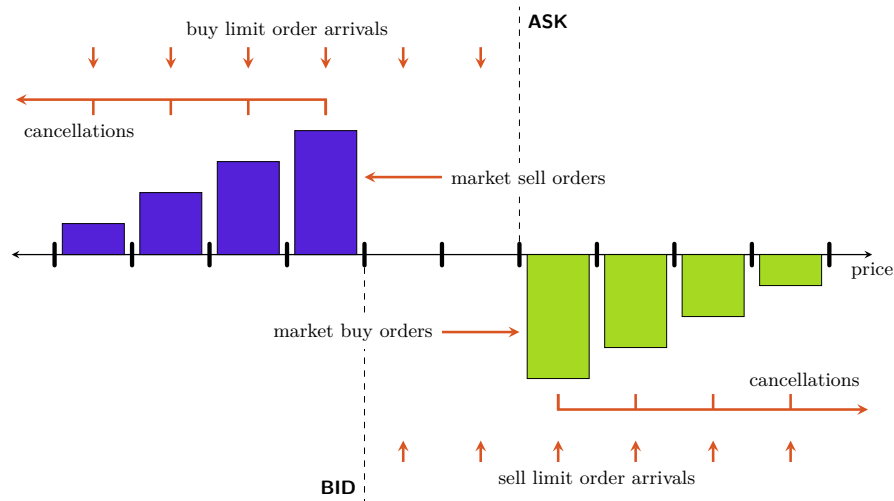 ASK
buy limit order arrivals
cancellations
market sell orders
price
market buy orders
cancellations
sell limit order arrivals
BID